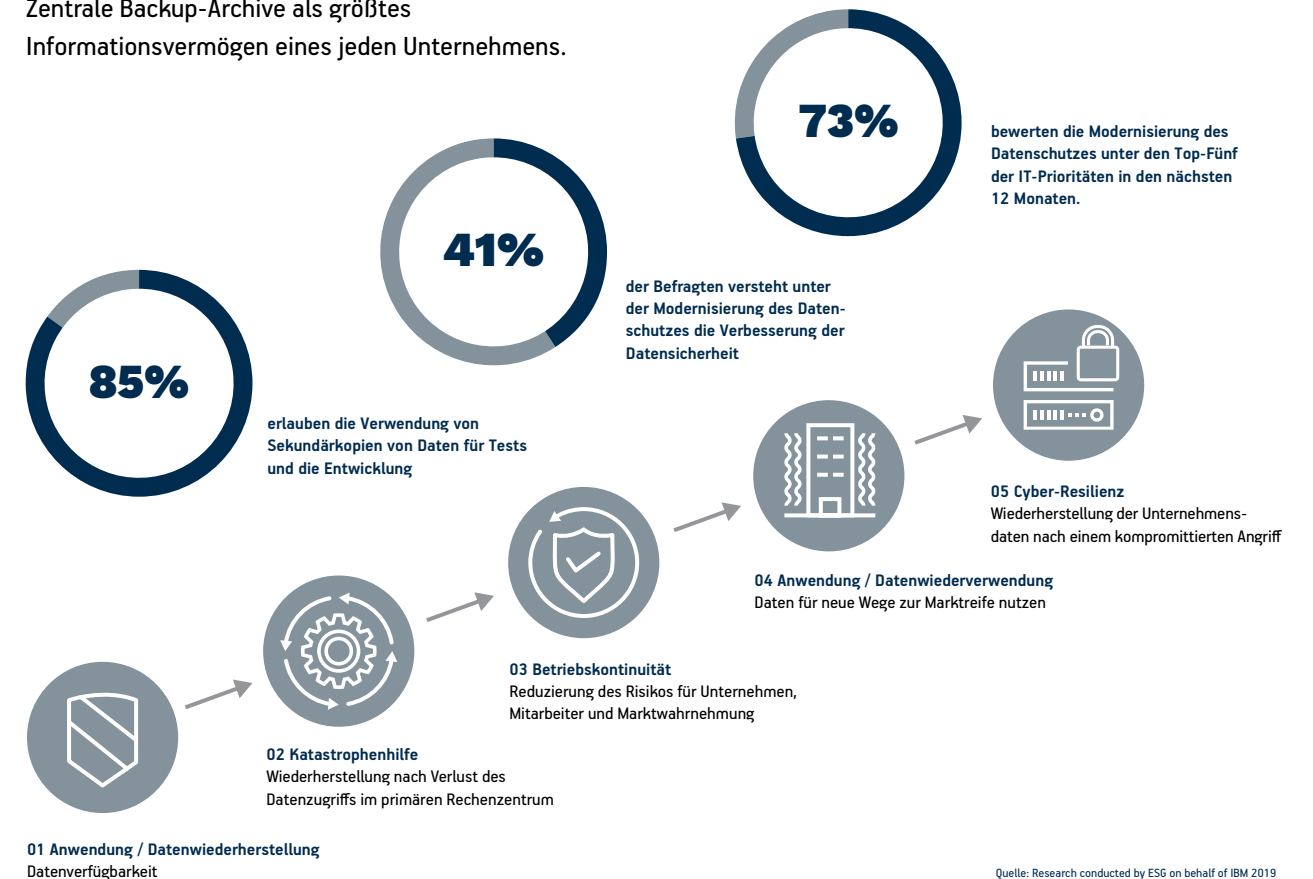 Zentrale Backup-Archive als größtes
Informationsvermögen eines jeden Unternehmens.
73%
bewerten die Modernisierung des
Datenschutzes unter den Top-Fünf
der IT-Prioritäten in den nächsten
12 Monaten.
41%
der Befragten versteht unter
der Modernisierung des Daten-
schutzes die Verbesserung der
Datensicherheit
85%
erlauben die Verwendung von
Sekundärkopien von Daten für Tests
und die Entwicklung
05 Cyber-Resilienz
Wiederherstellung der Unternehmens-
daten nach einem kompromittierten Angriff
04 Anwendung / Datenwiederverwendung
Daten für neue Wege zur Marktreife nutzen
03 Betriebskontinuität
Reduzierung des Risikos für Unternehmen,
Mitarbeiter und Marktwahrnehmung
02 Katastrophenhilfe
Wiederherstellung nach Verlust des
Datenzugriffs im primären Rechenzentrum
01 Anwendung / Datenwiederherstellung
Datenverfügbarkeit
Quelle: Research conducted by ESG on behalf of IBM 2019